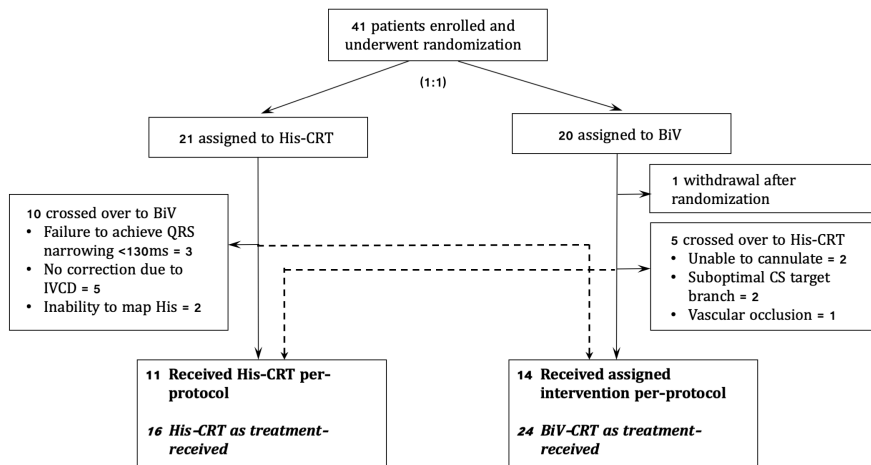 41 patients enrolled and
underwent randomization
(1:1)
21 assigned to His-CRT
20 assigned to BiV
1 withdrawal after
randomization
10 crossed over to BiV
• Failure to achieve QRS
narrowing <130ms = 3
• No correction due to
IVCD = 5
• Inability to map His = 2
5 crossed over to His-CRT
• Unable to cannulate = 2
• Suboptimal CS target
branch = 2
• Vascular occlusion = 1
11 Received His-CRT per-
protocol
16 His-CRT as treatment-
received
14 Received assigned
intervention per-protocol
24 BiV-CRT as treatment-
received